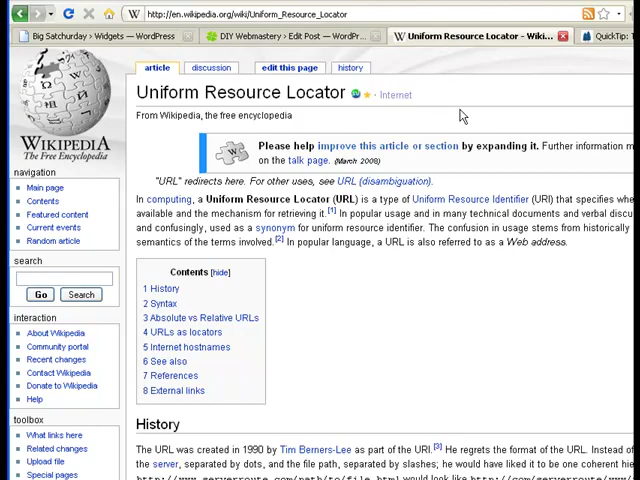 http://en.wikipedia.org/wiki/Uniform_Resource_Locator
Big Satchurday › Widgets — WordPress
DIY Webmastery › Edit Post — WordPr...
Uniform Resource Locator - Wiki...
QuickTip:
article
discussion
edit this page
history
Uniform Resource Locator - Internet
From Wikipedia, the free encyclopedia
WIKIPEDIA
The Free Encyclopedia
Please help improve this article or section by expanding it. Further information m
on the talk page. (March 2008)
"URL" redirects here. For other uses, see URL (disambiguation).
In computing, a Uniform Resource Locator (URL) is a type of Uniform Resource Identifier (URI) that specifies whe
available and the mechanism for retrieving it.[1] In popular usage and in many technical documents and verbal discu
and confusingly, used as a synonym for uniform resource identifier. The confusion in usage stems from historically
semantics of the terms involved.[2] In popular language, a URL is also referred to as a Web address.
navigation
Main page
Contents
Featured content
Current events
Random article
search
Go
Search
interaction
About Wikipedia
Community portal
Recent changes
Contact Wikipedia
Donate to Wikipedia
Help
toolbox
What links here
Related changes
Upload file
Special pages
Contents [hide]
1 History
2 Syntax
3 Absolute vs Relative URLs
4 URLs as locators
5 Internet hostnames
6 See also
7 References
8 External links
History
The URL was created in 1990 by Tim Berners-Lee as part of the URI.[3] He regrets the format of the URL. Instead of
the server, separated by dots, and the file path, separated by slashes; he would have liked it to be one coherent hie